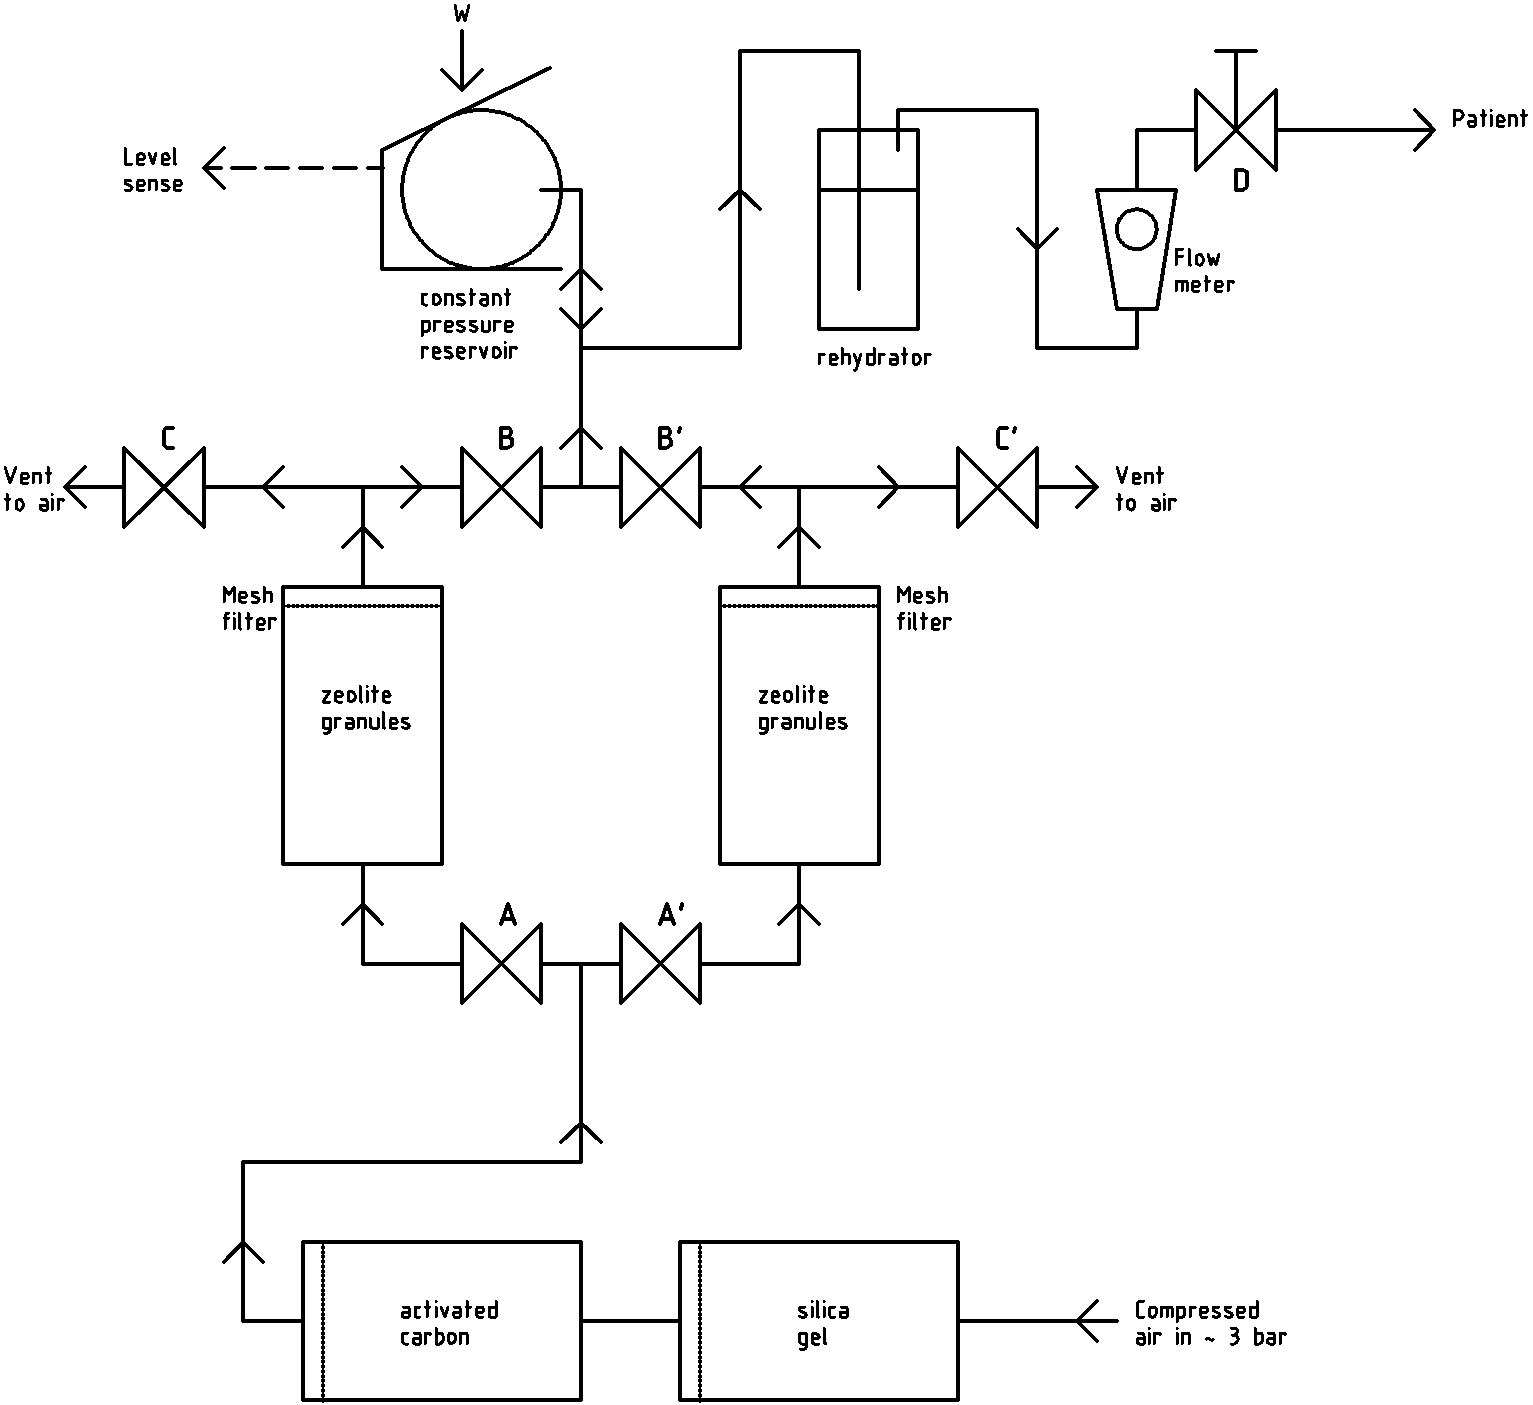 W
Level
sense
constant
pressure
reservoir
rehydrator
Flow
meter
D
Patient
C
B
B'
C'
Vent
to air
Vent
to air
Mesh
filter
Mesh
filter
zeolite
granules
zeolite
granules
A
A'
activated
carbon
silica
gel
Compressed
air in ~ 3 bar